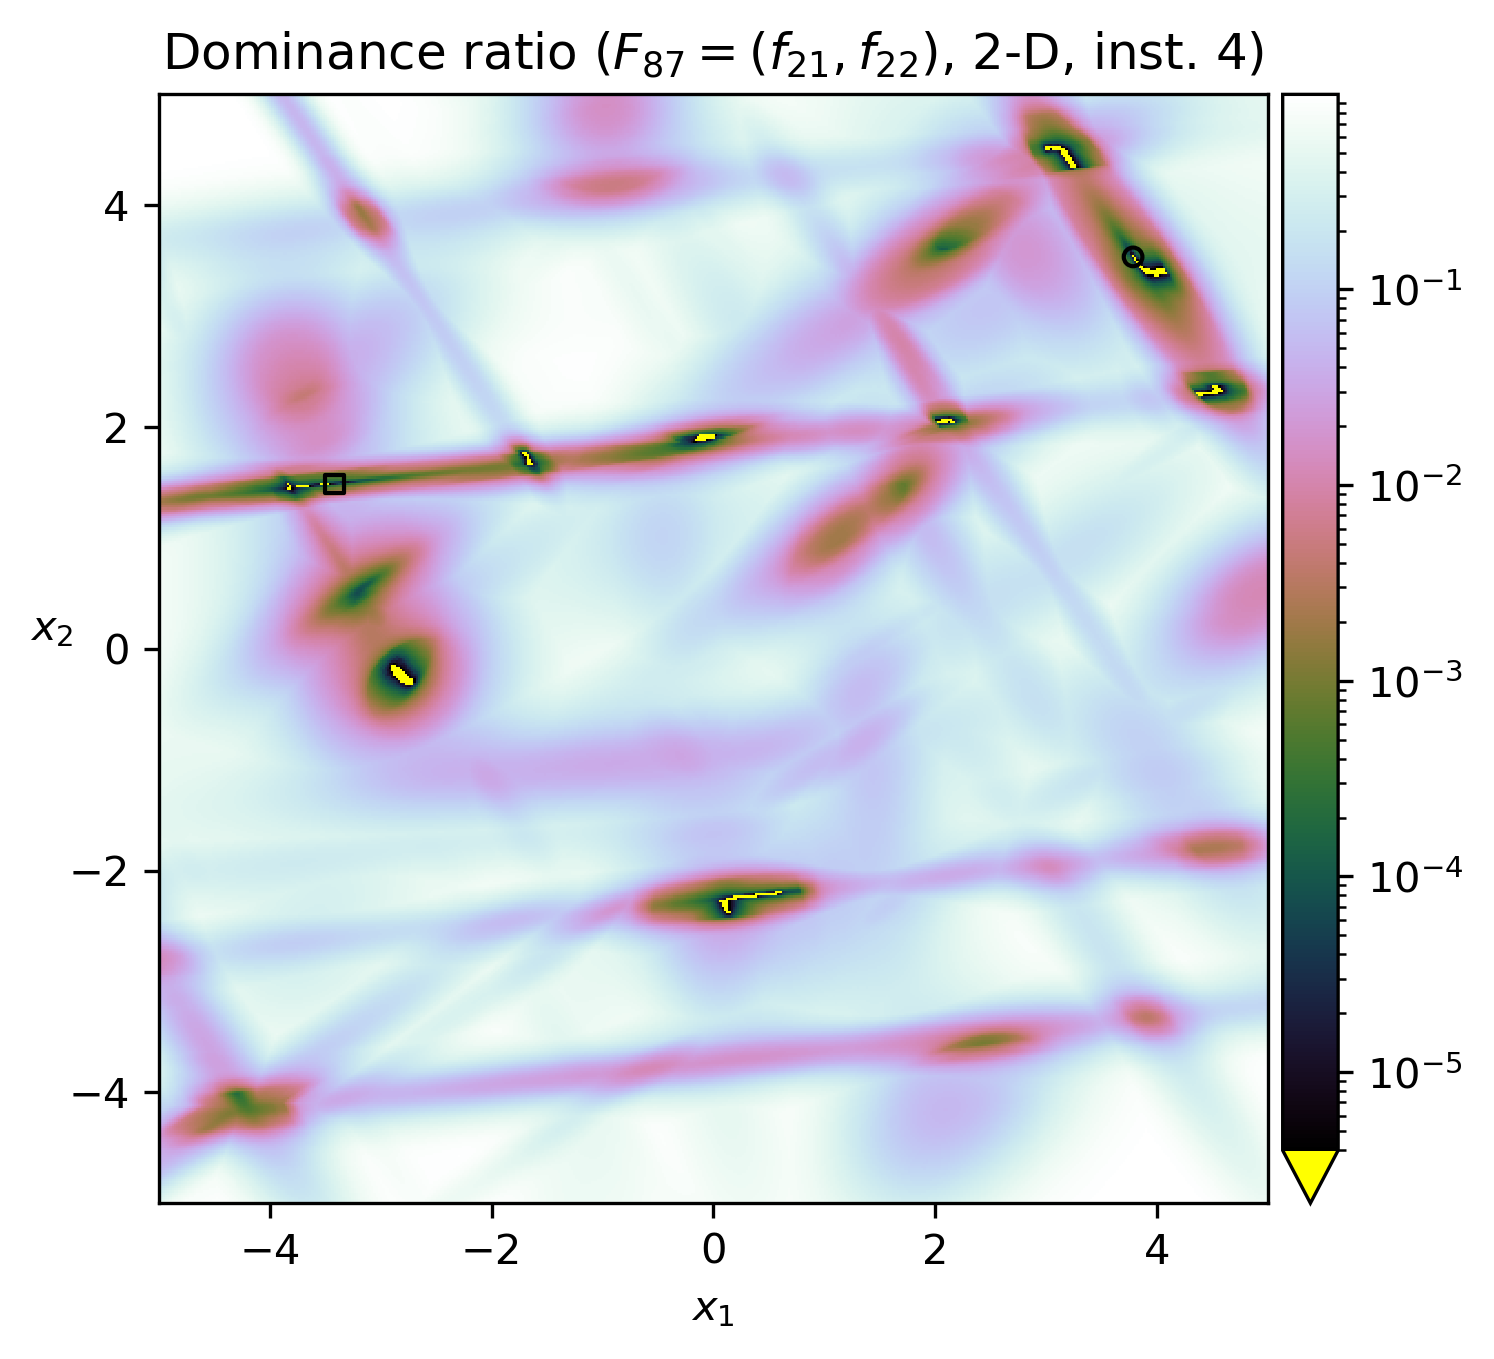 Dominance ratio (F₈₇ = (f₂₁, f₂₂), 2-D, inst. 4)
4
2
0
−2
−4
x₂
−4 −2 0 2 4
x₁
10⁻¹
10⁻²
10⁻³
10⁻⁴
10⁻⁵